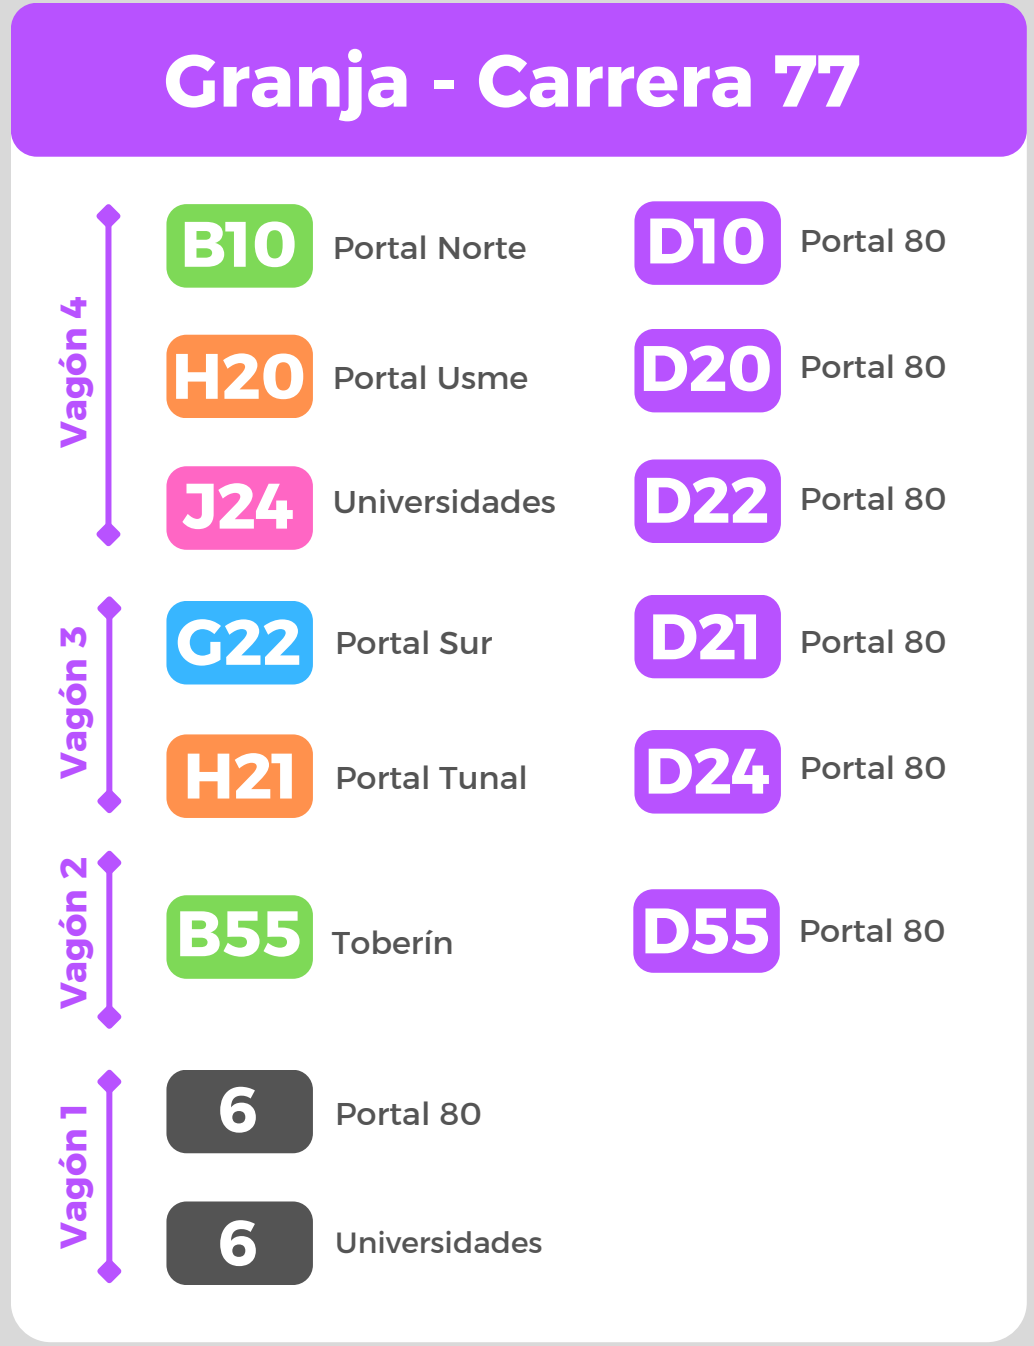 Granja - Carrera 77
Vagón 4
B10 Portal Norte D10 Portal 80
H20 Portal Usme D20 Portal 80
J24 Universidades D22 Portal 80
Vagón 3
G22 Portal Sur D21 Portal 80
H21 Portal Tunal D24 Portal 80
Vagón 2
B55 Toberín D55 Portal 80
Vagón 1
6 Portal 80
6 Universidades